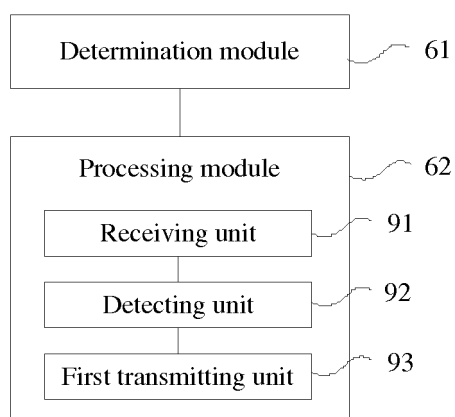 Determination module 61
Processing module 62
Receiving unit 91
Detecting unit 92
First transmitting unit 93